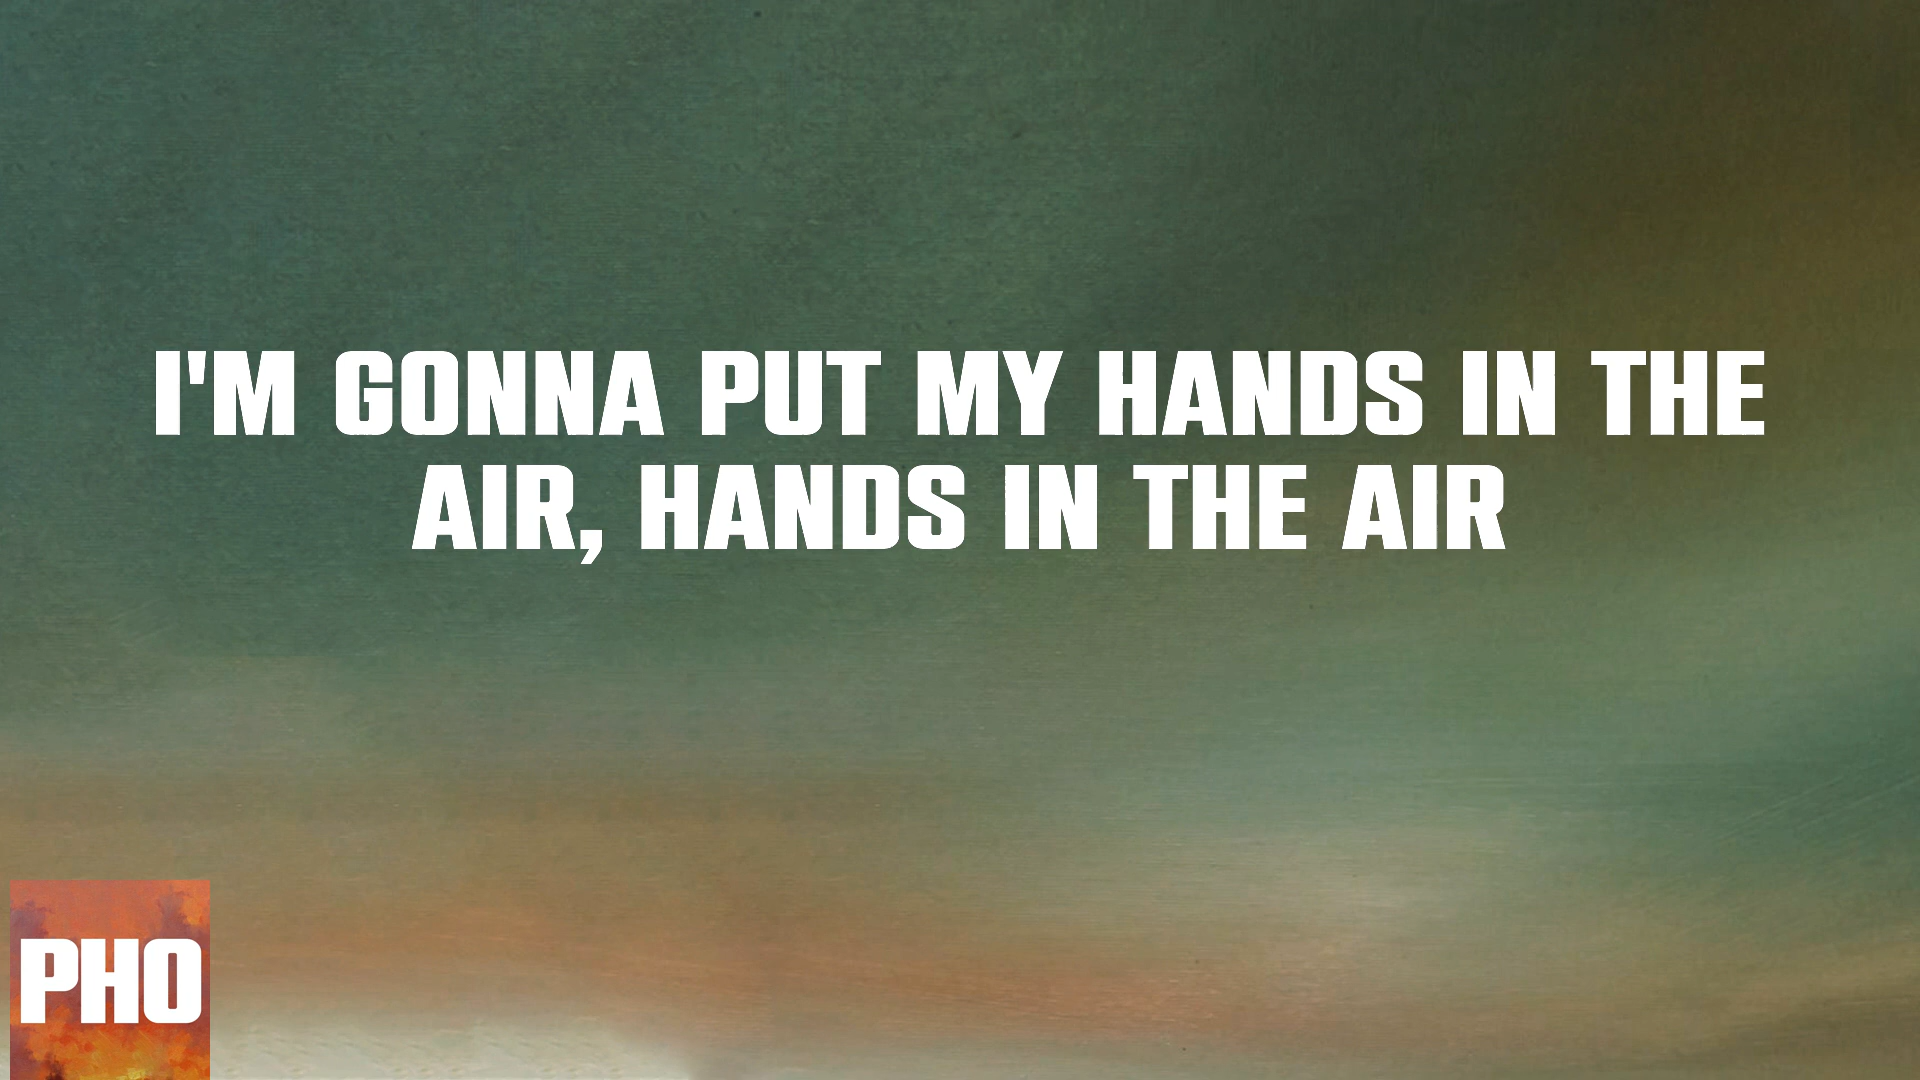 I'M GONNA PUT MY HANDS IN THE
AIR, HANDS IN THE AIR
PHO